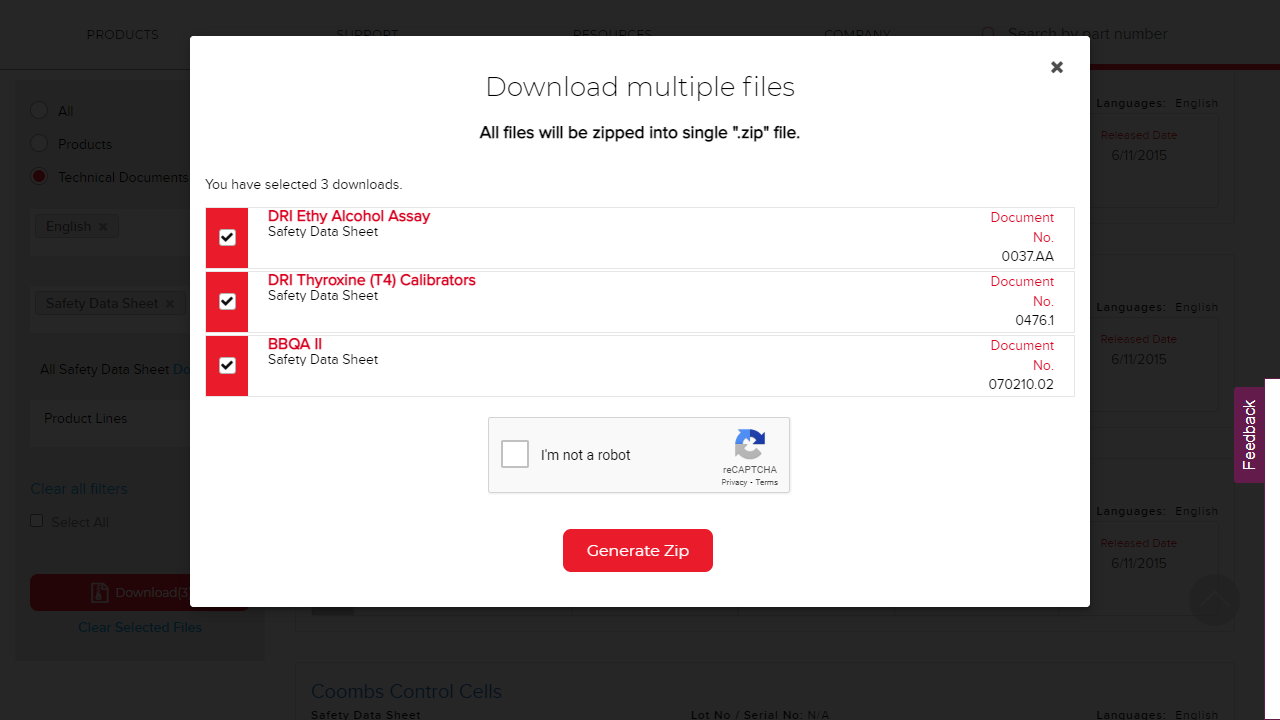 PRODUCTS
SUPPORT
RESOURCES
COMPANY
Search by part number
All
Products
Technical Documents
English
Safety Data Sheet
All Safety Data Sheet
Product Lines
Clear all filters
Select All
Download(3
Clear Selected Files
Download multiple files
All files will be zipped into single ".zip" file.
You have selected 3 downloads.
DRI Ethy Alcohol Assay
Safety Data Sheet
Document
No.
0037.AA
DRI Thyroxine (T4) Calibrators
Safety Data Sheet
Document
No.
0476.1
BBQA II
Safety Data Sheet
Document
No.
070210.02
I'm not a robot
reCAPTCHA
Privacy - Terms
Generate Zip
Languages: English
Released Date
6/11/2015
Languages: English
Released Date
6/11/2015
Languages: English
Released Date
6/11/2015
Feedback
Coombs Control Cells
Safety Data Sheet
Lot No / Serial No: N/A
Languages: English